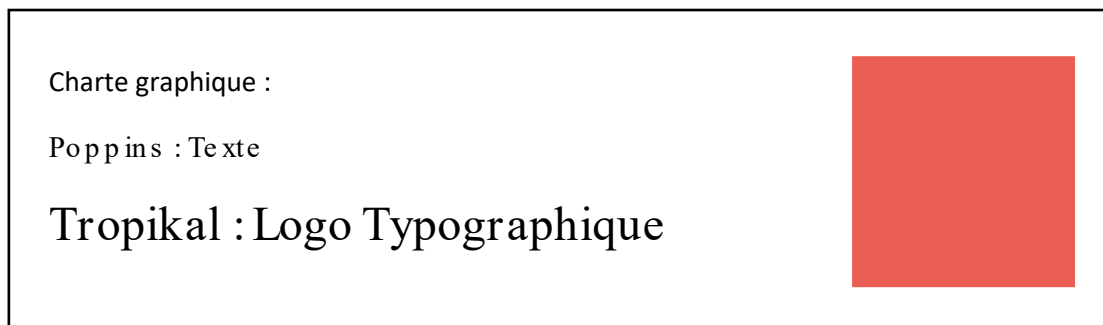 Charte graphique :
Poppins : Texte
Tropikal : Logo Typographique